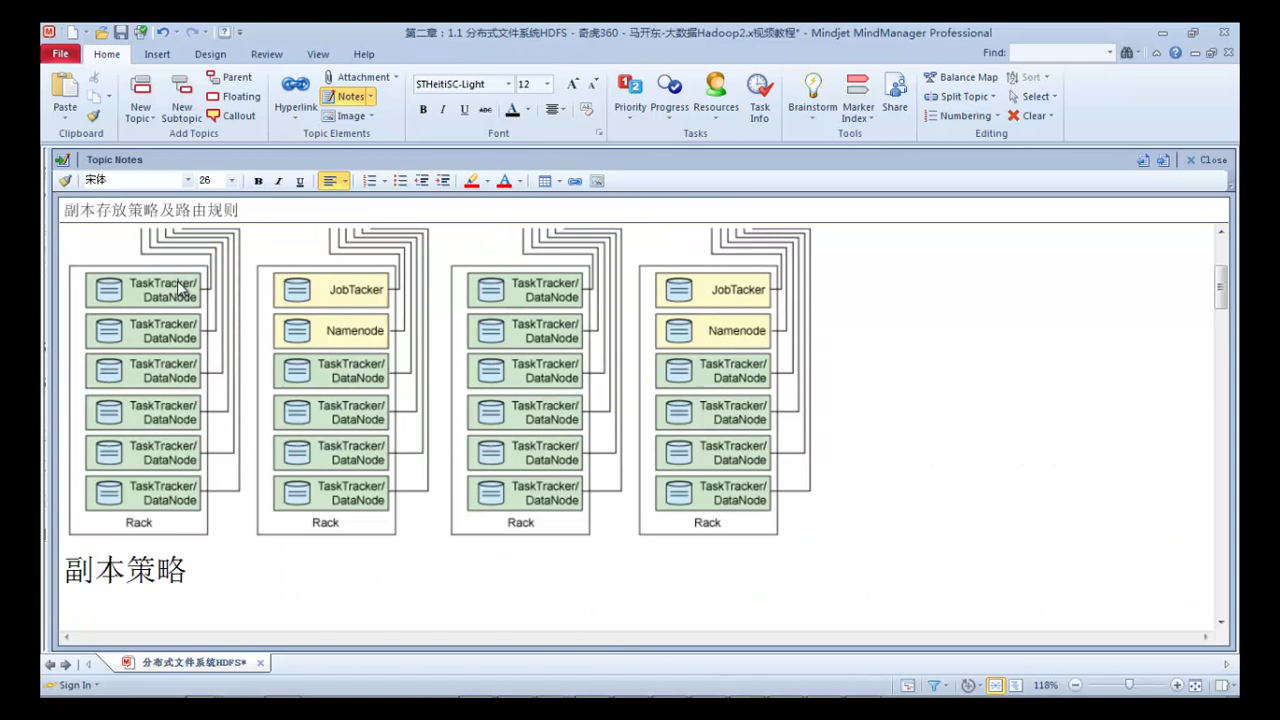 第二章：1.1 分布式文件系统HDFS - 奇虎360 - 马开东-大数据Hadoop2.x视频教程* - Mindjet MindManager Professional
File Home Insert Design Review View Help
Find:
Paste
Clipboard
New Topic
New Subtopic
Parent
Floating
Callout
Add Topics
Hyperlink
Attachment
Notes
Image
Topic Elements
STHeitiSC-Light 12
B I U abc A
Font
Priority
Progress
Resources
Task Info
Tasks
Brainstorm
Marker Index
Share
Tools
Balance Map
Split Topic
Numbering
Sort
Select
Clear
Editing
Topic Notes
Close
宋体 26 B I U A
副本存放策略及路由规则
TaskTracker/
DataNode
TaskTracker/
DataNode
TaskTracker/
DataNode
TaskTracker/
DataNode
TaskTracker/
DataNode
TaskTracker/
DataNode
Rack
JobTacker
Namenode
TaskTracker/
DataNode
TaskTracker/
DataNode
TaskTracker/
DataNode
TaskTracker/
DataNode
Rack
TaskTracker/
DataNode
TaskTracker/
DataNode
TaskTracker/
DataNode
TaskTracker/
DataNode
TaskTracker/
DataNode
TaskTracker/
DataNode
Rack
JobTacker
Namenode
TaskTracker/
DataNode
TaskTracker/
DataNode
TaskTracker/
DataNode
TaskTracker/
DataNode
Rack
副本策略
分布式文件系统HDFS*
Sign In
118%